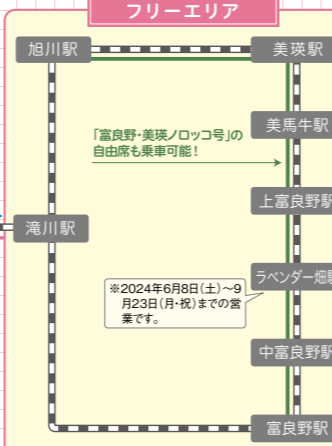 フリーエリア
旭川駅
美瑛駅
「富良野・美瑛ノロッコ号」の
自由席も乗車可能！
美馬牛駅
上富良野駅
滝川駅
ラベンダー畑駅
※2024年6月8日（土）～9
月23日（月・祝）までの営
業です。
中富良野駅
富良野駅